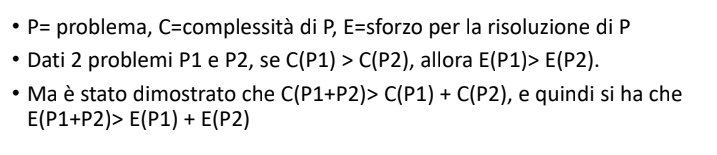 • P= problema, C=complessità di P, E=sforzo per la risoluzione di P
• Dati 2 problemi P1 e P2, se C(P1) > C(P2), allora E(P1)> E(P2).
• Ma è stato dimostrato che C(P1+P2)> C(P1) + C(P2), e quindi si ha che
E(P1+P2)> E(P1) + E(P2)